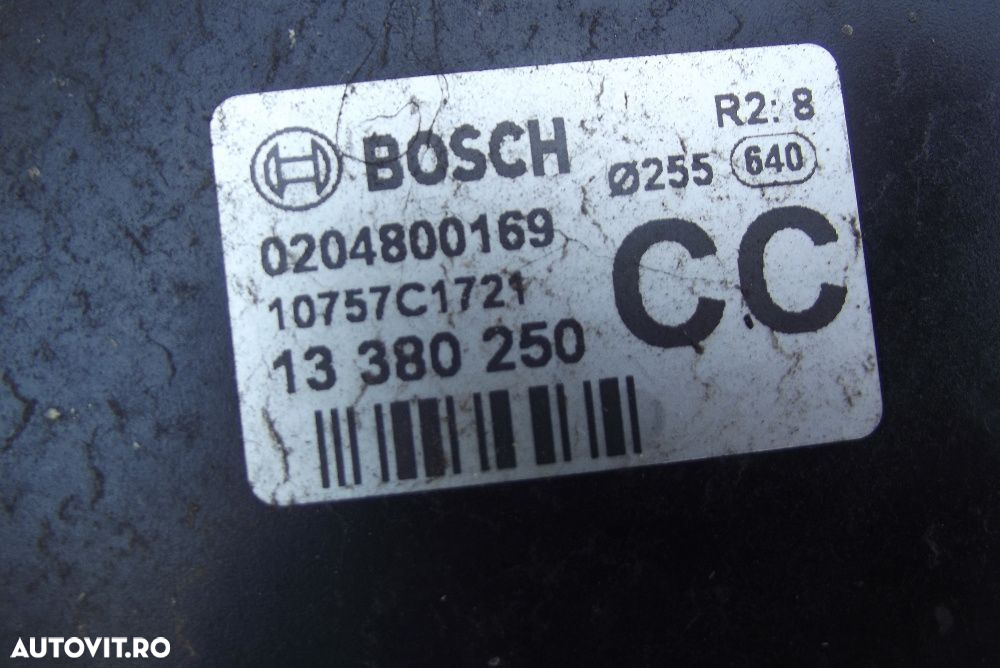 R2: 8
BOSCH Ø255 640
0204800169
CC
10757C1721
13 380 250
AUTOVIT.RO